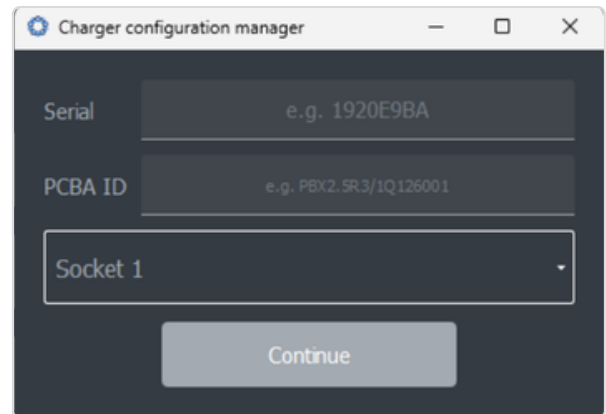 Charger configuration manager
Serial
e.g. 1920E9BA
PCBA ID
e.g. PBX2.5R3/1Q126001
Socket 1
Continue